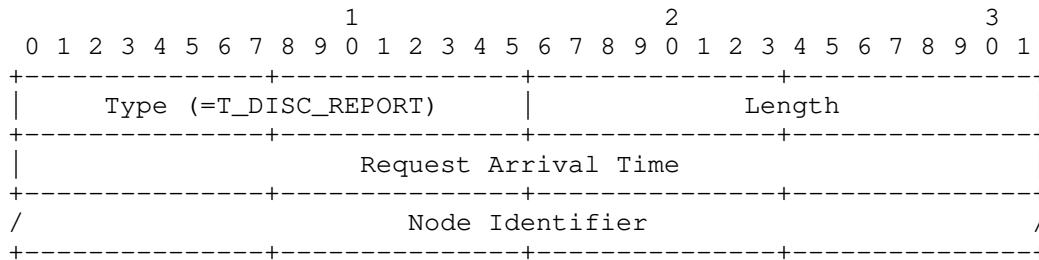 1                   2                   3
 0 1 2 3 4 5 6 7 8 9 0 1 2 3 4 5 6 7 8 9 0 1 2 3 4 5 6 7 8 9 0 1
+---------------+---------------+---------------+---------------
|     Type (=T_DISC_REPORT)     |             Length            |
+---------------+---------------+---------------+---------------
|                     Request Arrival Time                      |
+---------------+---------------+---------------+---------------
/                        Node Identifier                        /
+---------------+---------------+---------------+---------------